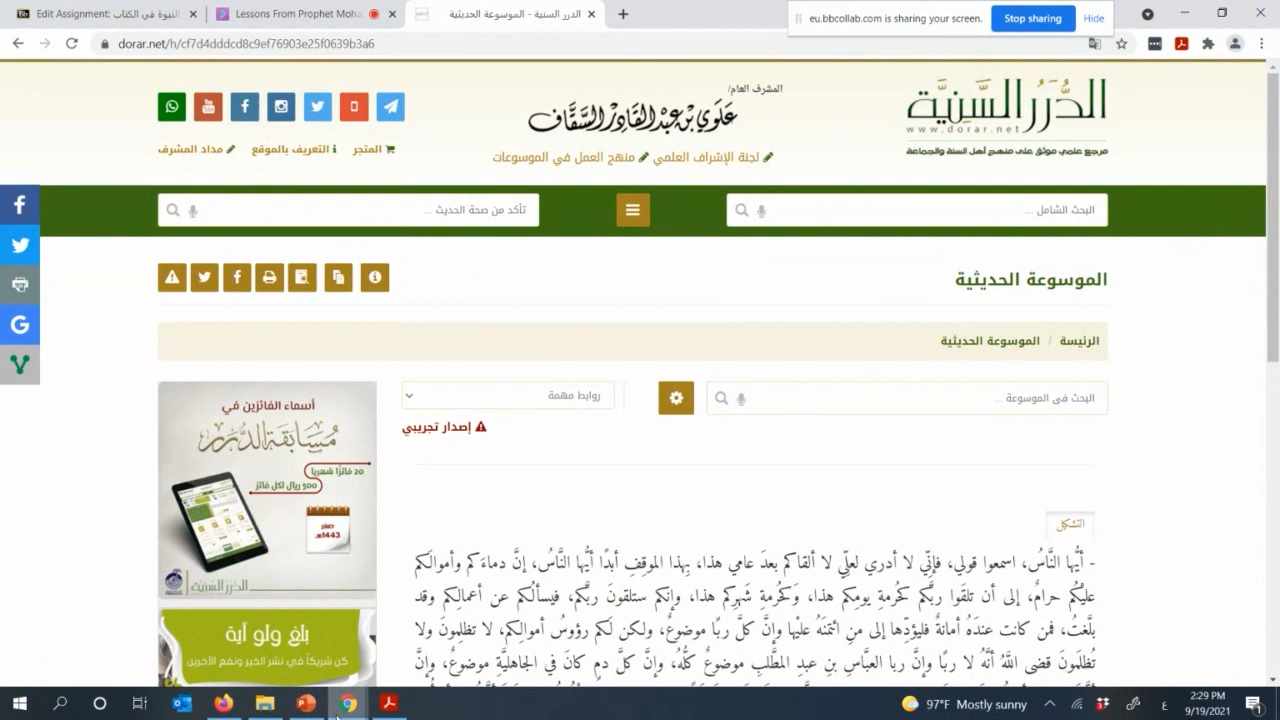 Edit Assignment: النبوة في الكتاب
Lessons From Prophet Moha
الدرر السنية - الموسوعة الحديثية
eu.bbcollab.com is sharing your screen.
Stop sharing
Hide
dorar.net/h/cf7d4dddcd8c9ef76903e25f0639b3a6
المشرف العام/
علوي بن عبد القادر السقاف
الدرر السنية
www.dorar.net
مرجع علمي موثق على منهج أهل السنة والجماعة
لجنة الإشراف العلمي
منهج العمل في الموسوعات
المتجر
التعريف بالموقع
مداد المشرف
البحث الشامل ...
تأكد من صحة الحديث ...
الموسوعة الحديثية
الرئيسة / الموسوعة الحديثية
البحث في الموسوعة ...
روابط مهمة
إصدار تجريبي
أسماء الفائزين في
مسابقة الدرر
20 فائزًا شهريا
500 ريال لكل فائز
صفر
1443هـ
الدرر السنية
بلغ ولو آية
كن شريكًا في نشر الخير ونفع الآخرين
التشكيل
- أيُّها النَّاسُ، اسمعوا قولي، فإنِّي لا أدري لعلِّي لا ألقاكم بعدَ عامي هذا، بِهذا الموقفِ أبدًا أيُّها النَّاسُ، إنَّ دماءَكم وأموالَكم
عليْكم حرامٌ، إلى أن تلقَوا ربَّكم كحُرمةِ يومِكم هذا، وَكحُرمةِ شَهرِكم هذا، وإنكم ستلقونَ ربَّكم، فيسألُكم عن أعمالِكم وقد
بلَّغتُ، فمن كانت عندَهُ أمانةٌ فليؤدِّها إلى منِ ائتمنَهُ عليْها وإنَّ كلَّ ربًا موضوعٌ، ولكن لَكم رؤوسُ أموالِكم، لا تظلِمونَ ولا
تُظلَمونَ قضى اللَّهُ أنَّهُ لا ربًا وإنَّ ربا العبَّاسِ بنِ عبدِ المطَّلبِ موضوعٌ كلُّهُ، وإنَّ كلَّ دمٍ كانَ في الجاهليَّةِ موضوعٌ، وإنَّ
97°F Mostly sunny
ع
2:29 PM
9/19/2021